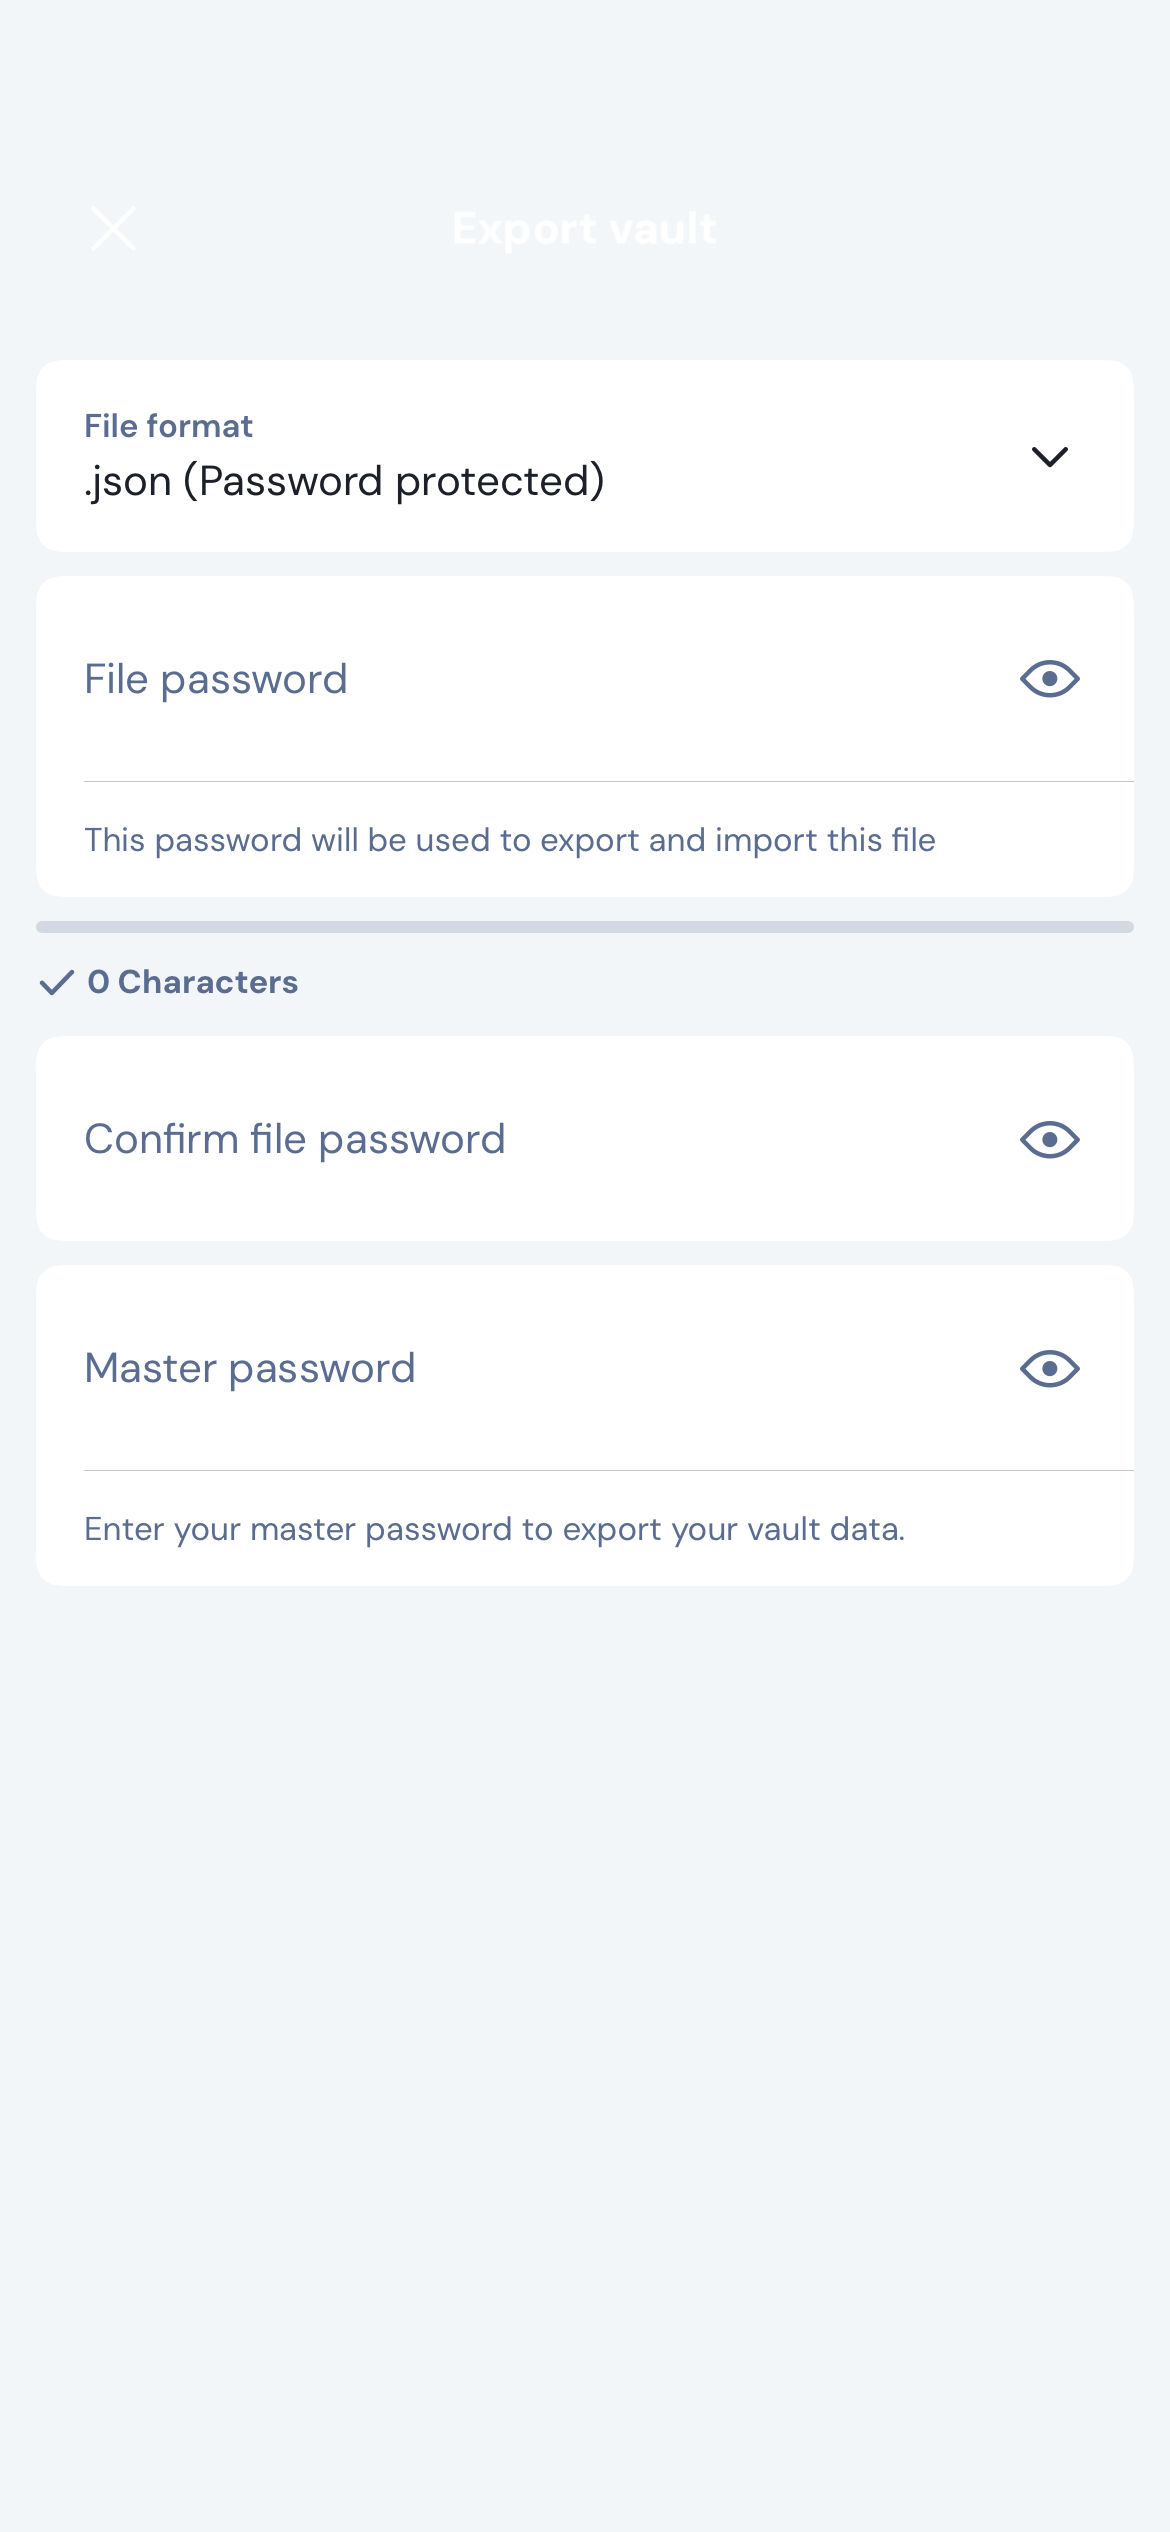 Export vault
File format
.json (Password protected)
File password
This password will be used to export and import this file
0 Characters
Confirm file password
Master password
Enter your master password to export your vault data.